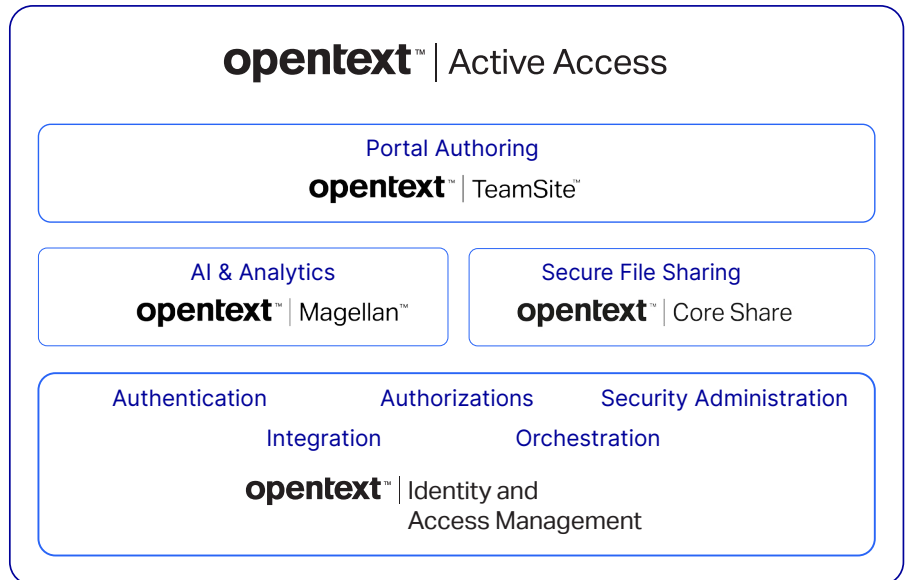 opentext™ | Active Access
Portal Authoring
opentext™ | TeamSite™
AI & Analytics
opentext™ | Magellan™
Secure File Sharing
opentext™ | Core Share
Authentication Authorizations Security Administration
Integration Orchestration
opentext™ | Identity and
Access Management